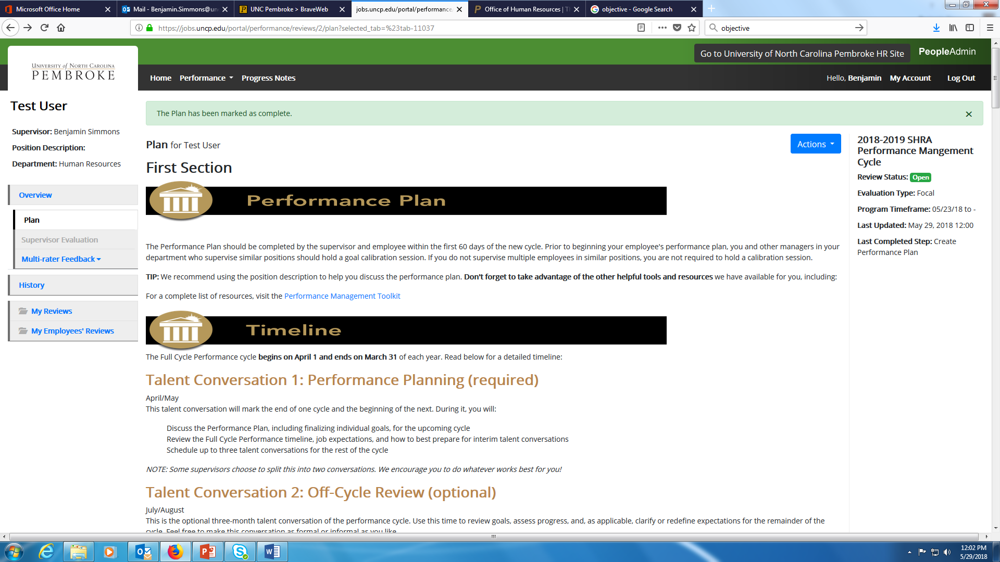 Microsoft Office Home
Mail - Benjamin.Simmons@un
UNC Pembroke > BraveWeb
jobs.uncp.edu/portal/performance/
Office of Human Resources | T
objective - Google Search
https://jobs.uncp.edu/portal/performance/reviews/2/plan?selected_tab=%23tab-11037
objective
Go to University of North Carolina Pembroke HR Site
PeopleAdmin
UNIVERSITY of NORTH CAROLINA
PEMBROKE
Home
Performance
Progress Notes
Hello, Benjamin
My Account
Log Out
Test User
Supervisor: Benjamin Simmons
Position Description:
Department: Human Resources
Overview
Plan
Supervisor Evaluation
Multi-rater Feedback
History
My Reviews
My Employees' Reviews
The Plan has been marked as complete.
Plan for Test User
Actions
First Section
Performance Plan
The Performance Plan should be completed by the supervisor and employee within the first 60 days of the new cycle. Prior to beginning your employee's performance plan, you and other managers in your
department who supervise similar positions should hold a goal calibration session. If you do not supervise multiple employees in similar positions, you are not required to hold a calibration session.
TIP: We recommend using the position description to help you discuss the performance plan. Don't forget to take advantage of the other helpful tools and resources we have available for you, including:
For a complete list of resources, visit the Performance Management Toolkit
Timeline
The Full Cycle Performance cycle begins on April 1 and ends on March 31 of each year. Read below for a detailed timeline:
Talent Conversation 1: Performance Planning (required)
April/May
This talent conversation will mark the end of one cycle and the beginning of the next. During it, you will:
Discuss the Performance Plan, including finalizing individual goals, for the upcoming cycle
Review the Full Cycle Performance timeline, job expectations, and how to best prepare for interim talent conversations
Schedule up to three talent conversations for the rest of the cycle
NOTE: Some supervisors choose to split this into two conversations. We encourage you to do whatever works best for you!
Talent Conversation 2: Off-Cycle Review (optional)
July/August
This is the optional three-month talent conversation of the performance cycle. Use this time to review goals, assess progress, and, as applicable, clarify or redefine expectations for the remainder of the
cycle. Feel free to make this conversation as formal or informal as you like.
2018-2019 SHRA
Performance Mangement
Cycle
Review Status: Open
Evaluation Type: Focal
Program Timeframe: 05/23/18 to -
Last Updated: May 29, 2018 12:00
Last Completed Step: Create
Performance Plan
12:02 PM
5/29/2018